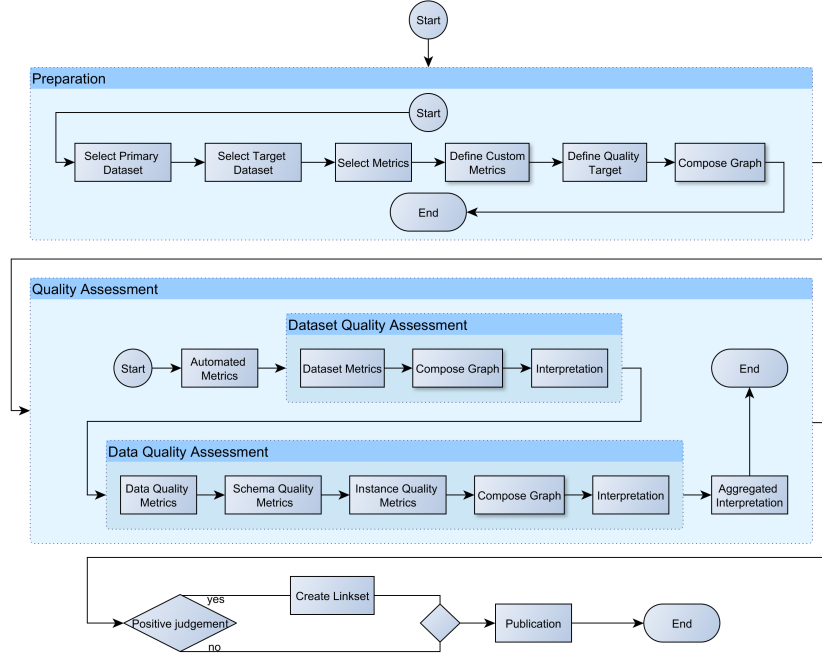 Start
Preparation
Start
Select Primary
Dataset
Select Target
Dataset
Select Metrics
Define Custom
Metrics
Define Quality
Target
Compose Graph
End
Quality Assessment
Dataset Quality Assessment
Start
Automated
Metrics
Dataset Metrics
Compose Graph
Interpretation
End
Data Quality Assessment
Data Quality
Metrics
Schema Quality
Metrics
Instance Quality
Metrics
Compose Graph
Interpretation
Aggregated
Interpretation
yes
Create Linkset
Positive judgement
no
Publication
End